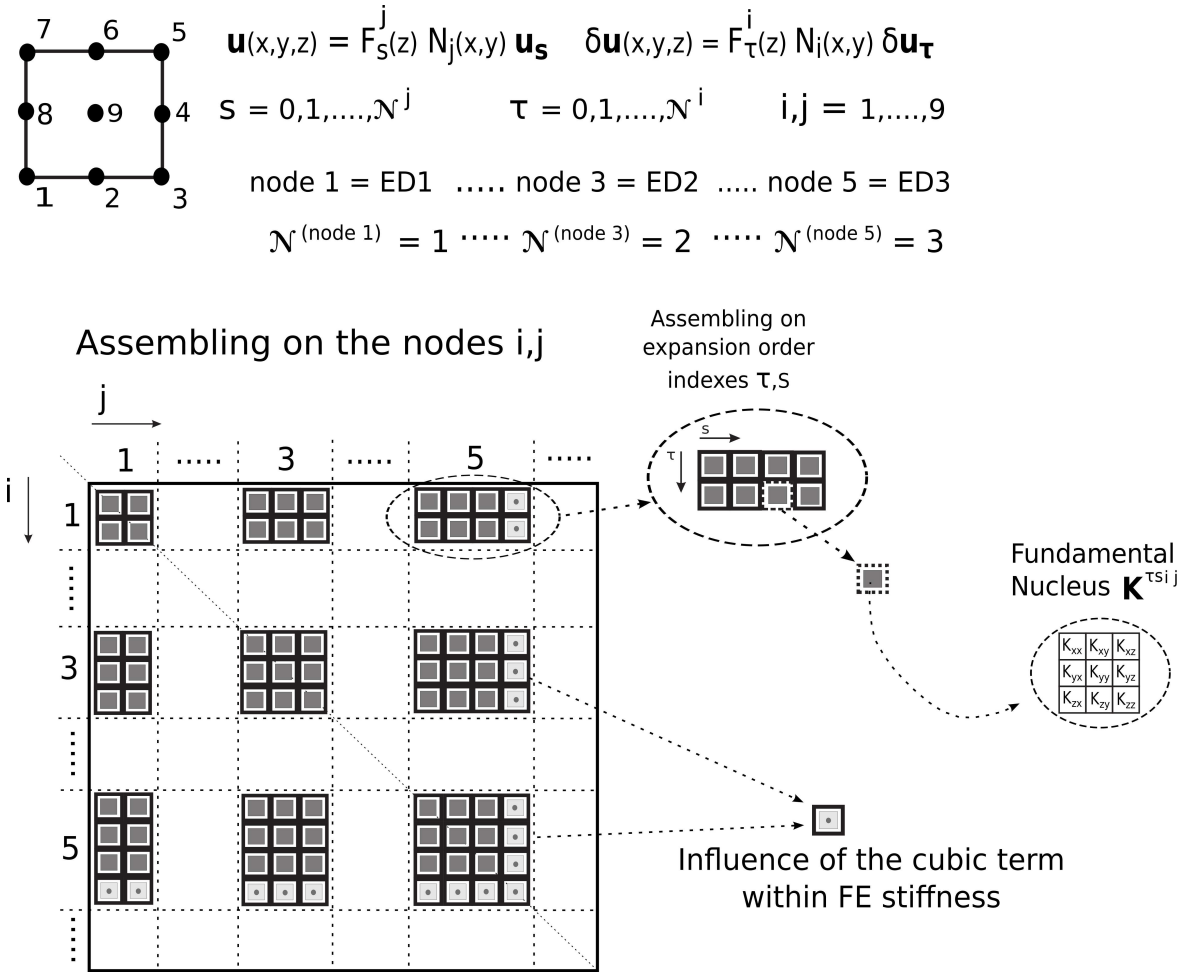 7 6 5
8 9 4
1 2 3
u(x,y,z) = F_s^j(z) N_j(x,y) u_s δu(x,y,z) = F_τ^i(z) N_i(x,y) δu_τ
s = 0,1,....,𝒩^j τ = 0,1,....,𝒩^i i,j = 1,....,9
node 1 = ED1 ..... node 3 = ED2 ..... node 5 = ED3
𝒩^(node 1) = 1 ····· 𝒩^(node 3) = 2 ····· 𝒩^(node 5) = 3
Assembling on the nodes i,j
j
1 ..... 3 ..... 5 .....
i
1
.....
3
.....
5
.....
Assembling on
expansion order
indexes τ,s
s
τ
Fundamental
Nucleus K^τsij
K_xx K_xy K_xz
K_yx K_yy K_yz
K_zx K_zy K_zz
Influence of the cubic term
within FE stiffness